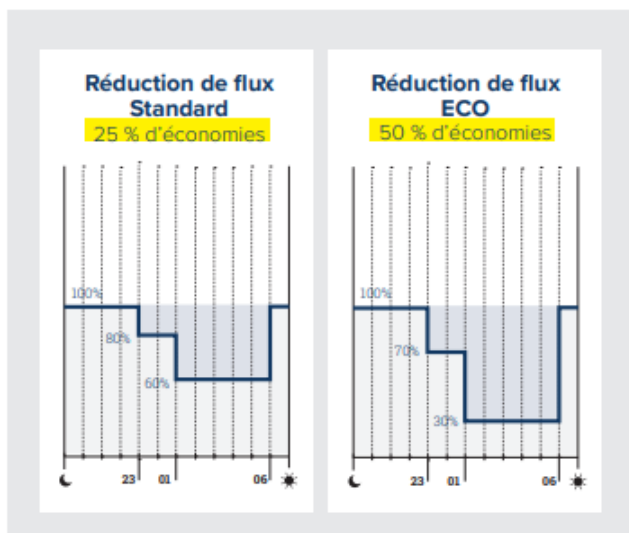 Réduction de flux
Standard
25 % d'économies
100%
80%
60%
23 01 06
Réduction de flux
ECO
50 % d'économies
100%
70%
30%
23 01 06